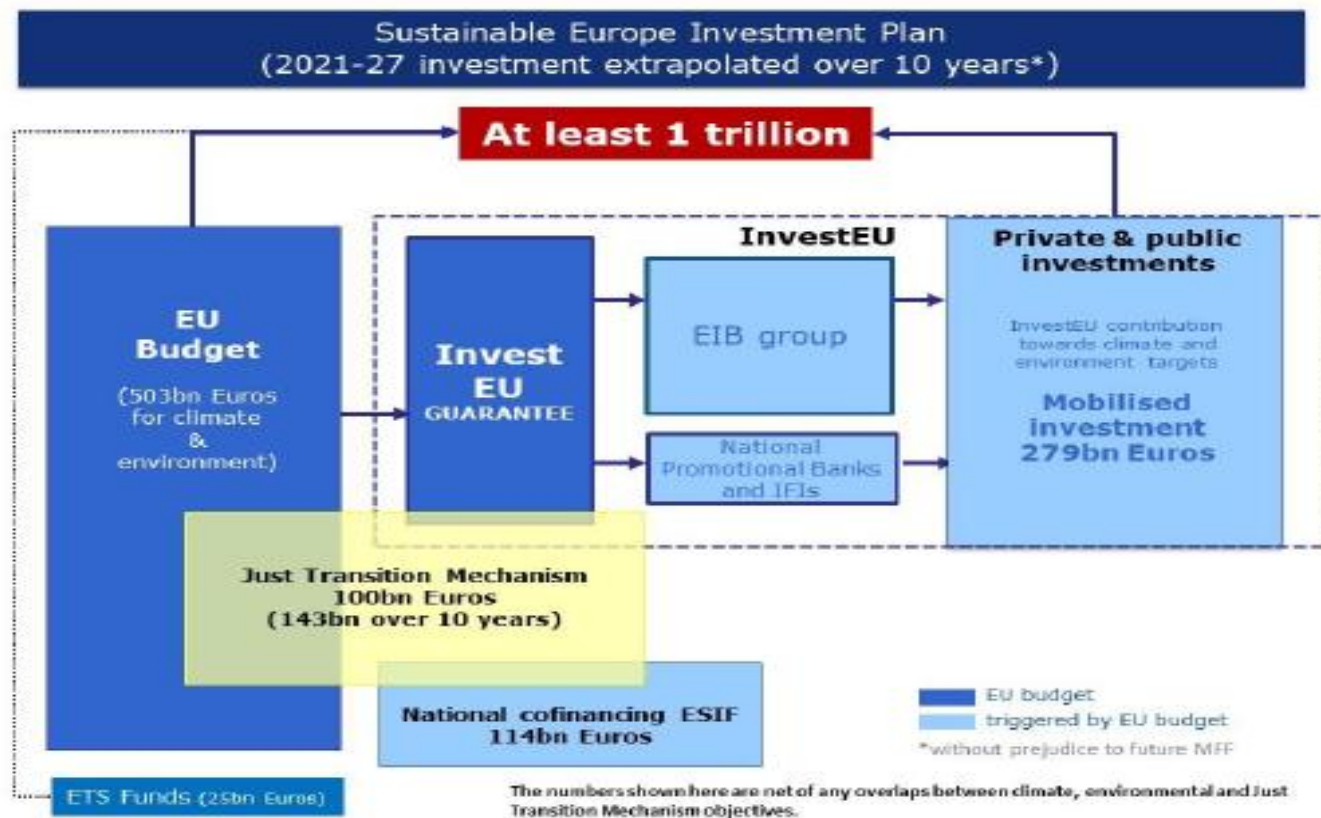 Sustainable Europe Investment Plan
(2021-27 investment extrapolated over 10 years*)
At least 1 trillion
EU
Budget
(503bn Euros
for climate
&
environment)
InvestEU
Invest
EU
GUARANTEE
EIB group
National
Promotional Banks
and IFIs
Private & public
investments
InvestEU contribution
towards climate and
environment targets
Mobilised
investment
279bn Euros
Just Transition Mechanism
100bn Euros
(143bn over 10 years)
National cofinancing ESIF
114bn Euros
EU budget
triggered by EU budget
*without prejudice to future MFF
ETS Funds (25bn Euros)
The numbers shown here are net of any overlaps between climate, environmental and Just
Transition Mechanism objectives.